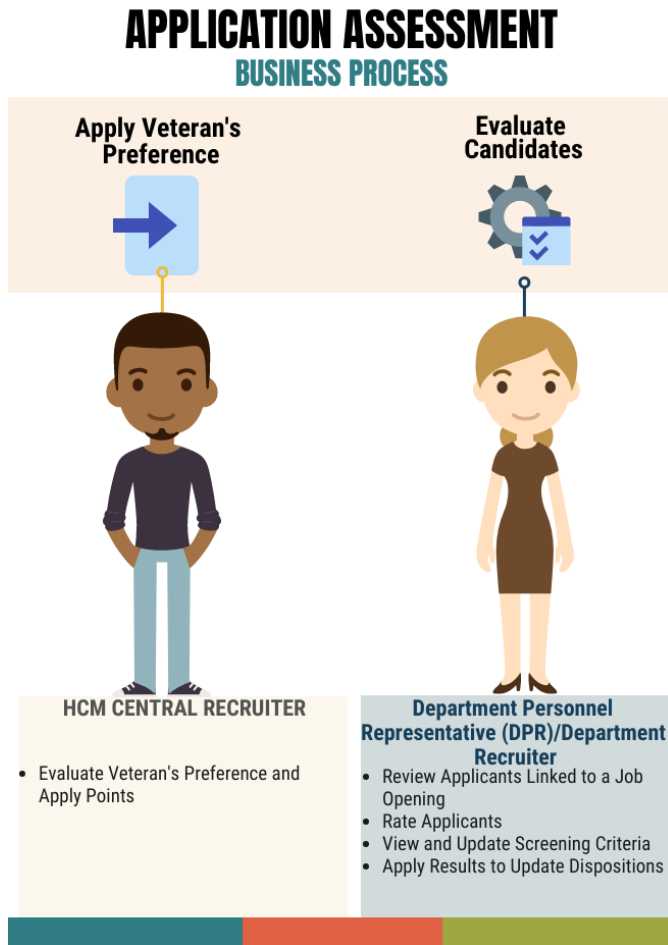 APPLICATION ASSESSMENT
BUSINESS PROCESS
Apply Veteran's
Preference
Evaluate
Candidates
HCM CENTRAL RECRUITER
• Evaluate Veteran's Preference and
Apply Points
Department Personnel
Representative (DPR)/Department
Recruiter
• Review Applicants Linked to a Job
Opening
• Rate Applicants
• View and Update Screening Criteria
• Apply Results to Update Dispositions